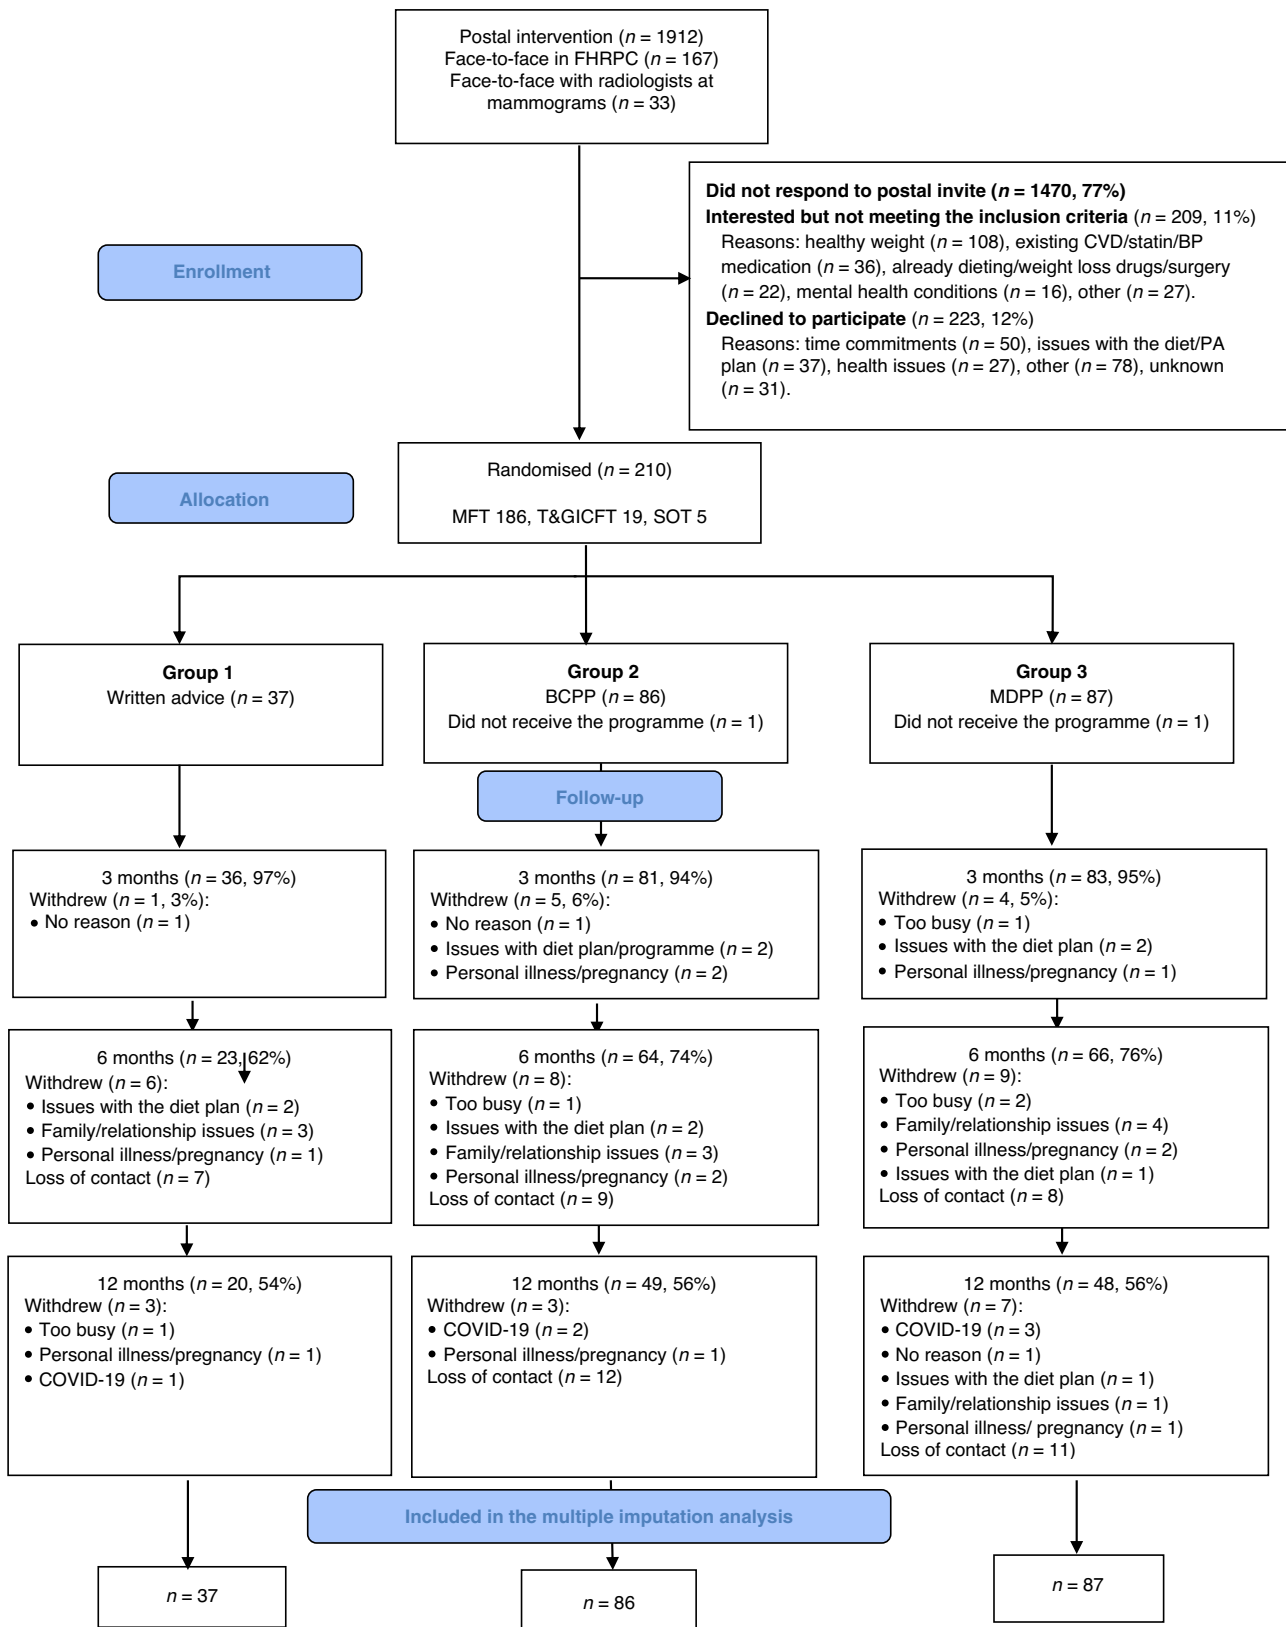 Postal intervention (n = 1912)
Face-to-face in FHRPC (n = 167)
Face-to-face with radiologists at
mammograms (n = 33)
Did not respond to postal invite (n = 1470, 77%)
Interested but not meeting the inclusion criteria (n = 209, 11%)
Reasons: healthy weight (n = 108), existing CVD/statin/BP
medication (n = 36), already dieting/weight loss drugs/surgery
(n = 22), mental health conditions (n = 16), other (n = 27).
Declined to participate (n = 223, 12%)
Reasons: time commitments (n = 50), issues with the diet/PA
plan (n = 37), health issues (n = 27), other (n = 78), unknown
(n = 31).
Enrollment
Randomised (n = 210)
MFT 186, T&GICFT 19, SOT 5
Allocation
Group 1
Written advice (n = 37)
Group 2
BCPP (n = 86)
Did not receive the programme (n = 1)
Group 3
MDPP (n = 87)
Did not receive the programme (n = 1)
Follow-up
3 months (n = 36, 97%)
Withdrew (n = 1, 3%):
• No reason (n = 1)
3 months (n = 81, 94%)
Withdrew (n = 5, 6%):
• No reason (n = 1)
• Issues with diet plan/programme (n = 2)
• Personal illness/pregnancy (n = 2)
3 months (n = 83, 95%)
Withdrew (n = 4, 5%):
• Too busy (n = 1)
• Issues with the diet plan (n = 2)
• Personal illness/pregnancy (n = 1)
6 months (n = 23, 62%)
Withdrew (n = 6):
• Issues with the diet plan (n = 2)
• Family/relationship issues (n = 3)
• Personal illness/pregnancy (n = 1)
Loss of contact (n = 7)
6 months (n = 64, 74%)
Withdrew (n = 8):
• Too busy (n = 1)
• Issues with the diet plan (n = 2)
• Family/relationship issues (n = 3)
• Personal illness/pregnancy (n = 2)
Loss of contact (n = 9)
6 months (n = 66, 76%)
Withdrew (n = 9):
• Too busy (n = 2)
• Family/relationship issues (n = 4)
• Personal illness/pregnancy (n = 2)
• Issues with the diet plan (n = 1)
Loss of contact (n = 8)
12 months (n = 20, 54%)
Withdrew (n = 3):
• Too busy (n = 1)
• Personal illness/pregnancy (n = 1)
• COVID-19 (n = 1)
12 months (n = 49, 56%)
Withdrew (n = 3):
• COVID-19 (n = 2)
• Personal illness/pregnancy (n = 1)
Loss of contact (n = 12)
12 months (n = 48, 56%)
Withdrew (n = 7):
• COVID-19 (n = 3)
• No reason (n = 1)
• Issues with the diet plan (n = 1)
• Family/relationship issues (n = 1)
• Personal illness/ pregnancy (n = 1)
Loss of contact (n = 11)
Included in the multiple imputation analysis
n = 37
n = 86
n = 87